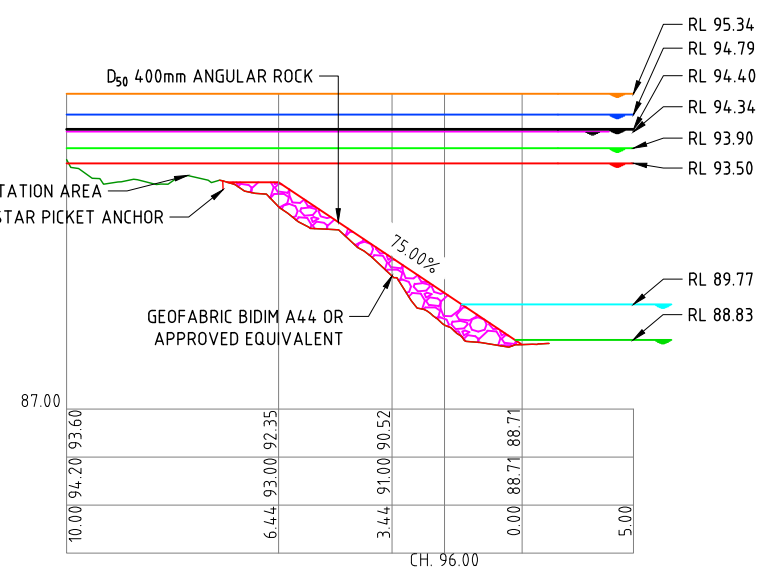 RL 95.34
RL 94.79
D50 400mm ANGULAR ROCK
RL 94.40
RL 94.34
RL 93.90
RL 93.50
TATION AREA
STAR PICKET ANCHOR
75.00%
RL 89.77
GEOFABRIC BIDIM A44 OR
APPROVED EQUIVALENT
RL 88.83
87.00
93.60 92.35 90.52 88.71
94.20 93.00 91.00 88.71
10.00 6.44 3.44 0.00 5.00
CH. 96.00